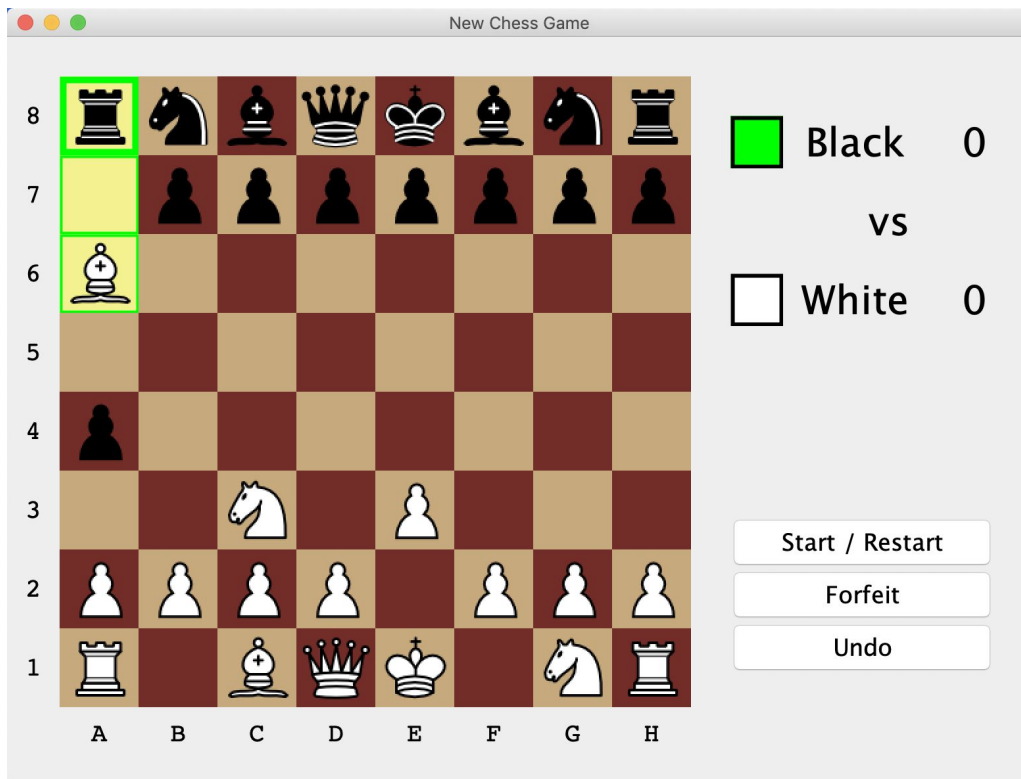 New Chess Game
8
7
6
5
4
3
2
1
A B C D E F G H
Black 0
vs
White 0
Start / Restart
Forfeit
Undo